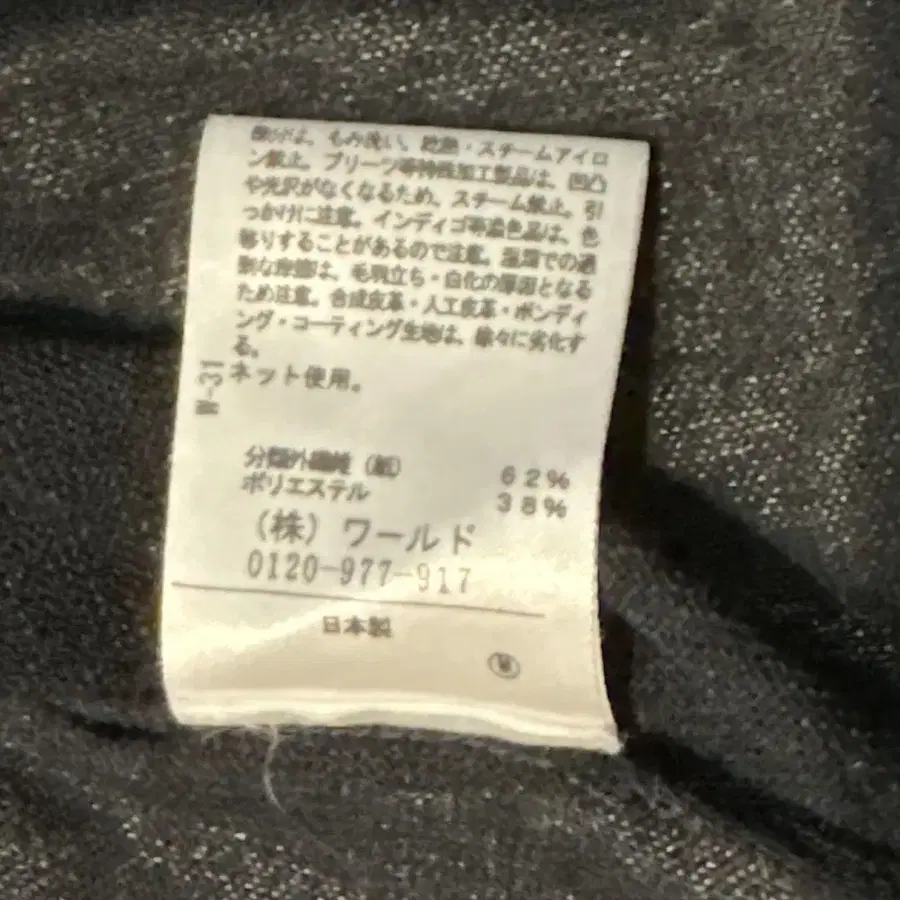 は、もみ洗い、乾熱・スチームアイロ
ン禁止。プリーツ等特殊加工製品は、凹凸
や光沢がなくなるため、スチーム禁止。引
っかけに注意。インディゴ等濃色品は、色
移りすることがあるので注意。湿潤での過
剰な摩擦は、毛羽立ち・白化の原因となる
ため注意。合成皮革・人工皮革・ボンディ
ング・コーティング生地は、徐々に劣化す
る。
ネット使用。
W-31
分類外繊維（紙） 62%
ポリエステル 38%
（株）ワールド
0120-977-917
日本製